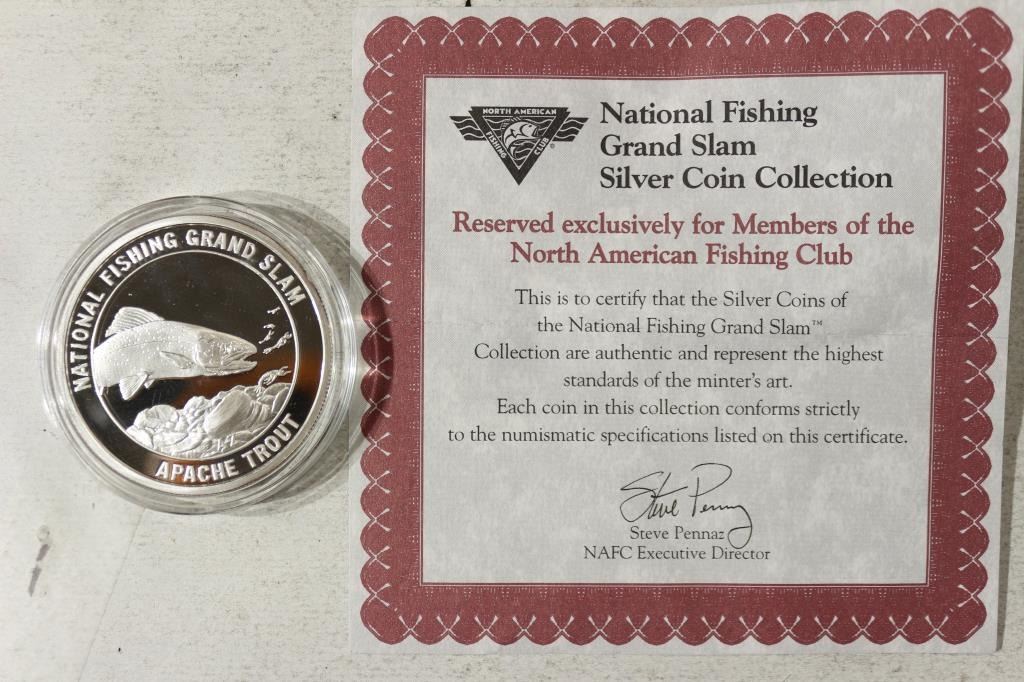 NATIONAL FISHING GRAND SLAM
APACHE TROUT
NORTH AMERICAN
FISHING CLUB
®
National Fishing
Grand Slam
Silver Coin Collection
Reserved exclusively for Members of the
North American Fishing Club
This is to certify that the Silver Coins of
the National Fishing Grand Slam™
Collection are authentic and represent the highest
standards of the minter's art.
Each coin in this collection conforms strictly
to the numismatic specifications listed on this certificate.
Steve Pennaz
Steve Pennaz
NAFC Executive Director